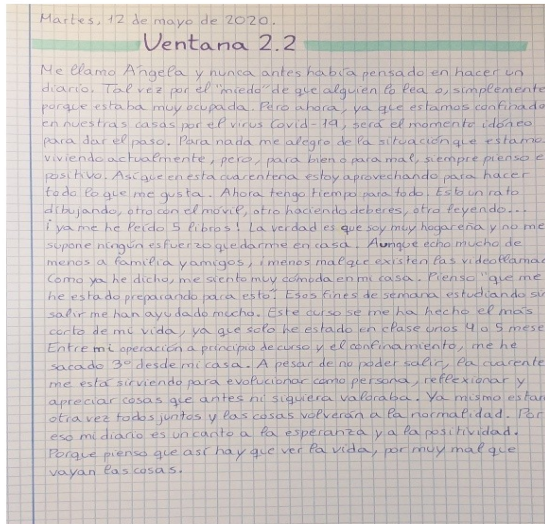 Martes, 12 de mayo de 2020.
Ventana 2.2
Me llamo Ángela y nunca antes había pensado en hacer un
diario. Tal vez por el "miedo" de que alguien lo lea o, simplemente
porque estaba muy ocupada. Pero ahora, ya que estamos confinado
en nuestras casas por el virus Covid-19, será el momento idóneo
para dar el paso. Para nada me alegro de la situación que estamo
viviendo actualmente, pero, para bien o para mal, siempre pienso e
positivo. Así que en esta cuarentena estoy aprovechando para hacer
todo lo que me gusta. Ahora tengo tiempo para todo. Esto un rato
dibujando, otro con el móvil, otro haciendo deberes, otro leyendo...
¡ya me he leído 5 libros! La verdad es que soy muy hogareña y no me
supone ningún esfuerzo quedarme en casa. Aunque echo mucho de
menos a familia y amigos, ¡menos mal que existen las videollamad
Como ya he dicho, me siento muy cómoda en mi casa. Pienso "que me
he estado preparando para esto". Esos fines de semana estudiando si
salir me han ayudado mucho. Este curso se me ha hecho el más
corto de mi vida, ya que solo he estado en clase unos 4 o 5 mese
Entre mi operación a principio de curso y el confinamiento, me he
sacado 3º desde mi casa. A pesar de no poder salir, la cuarente
me está sirviendo para evolucionar como persona, reflexionar y
apreciar cosas que antes ni siquiera valoraba. Ya mismo estar
otra vez todos juntos y las cosas volverán a la normalidad. Por
eso mi diario es un canto a la esperanza y a la positividad.
Porque pienso que así hay que ver la vida, por muy mal que
vayan las cosas.